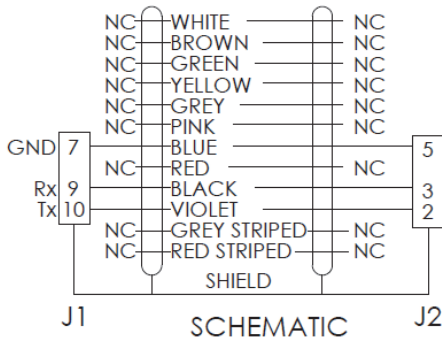 NC WHITE NC
NC BROWN NC
NC GREEN NC
NC YELLOW NC
NC GREY NC
NC PINK NC
GND 7 BLUE 5
NC RED NC
Rx 9 BLACK 3
Tx 10 VIOLET 2
NC GREY STRIPED NC
NC RED STRIPED NC
SHIELD
J1 SCHEMATIC J2